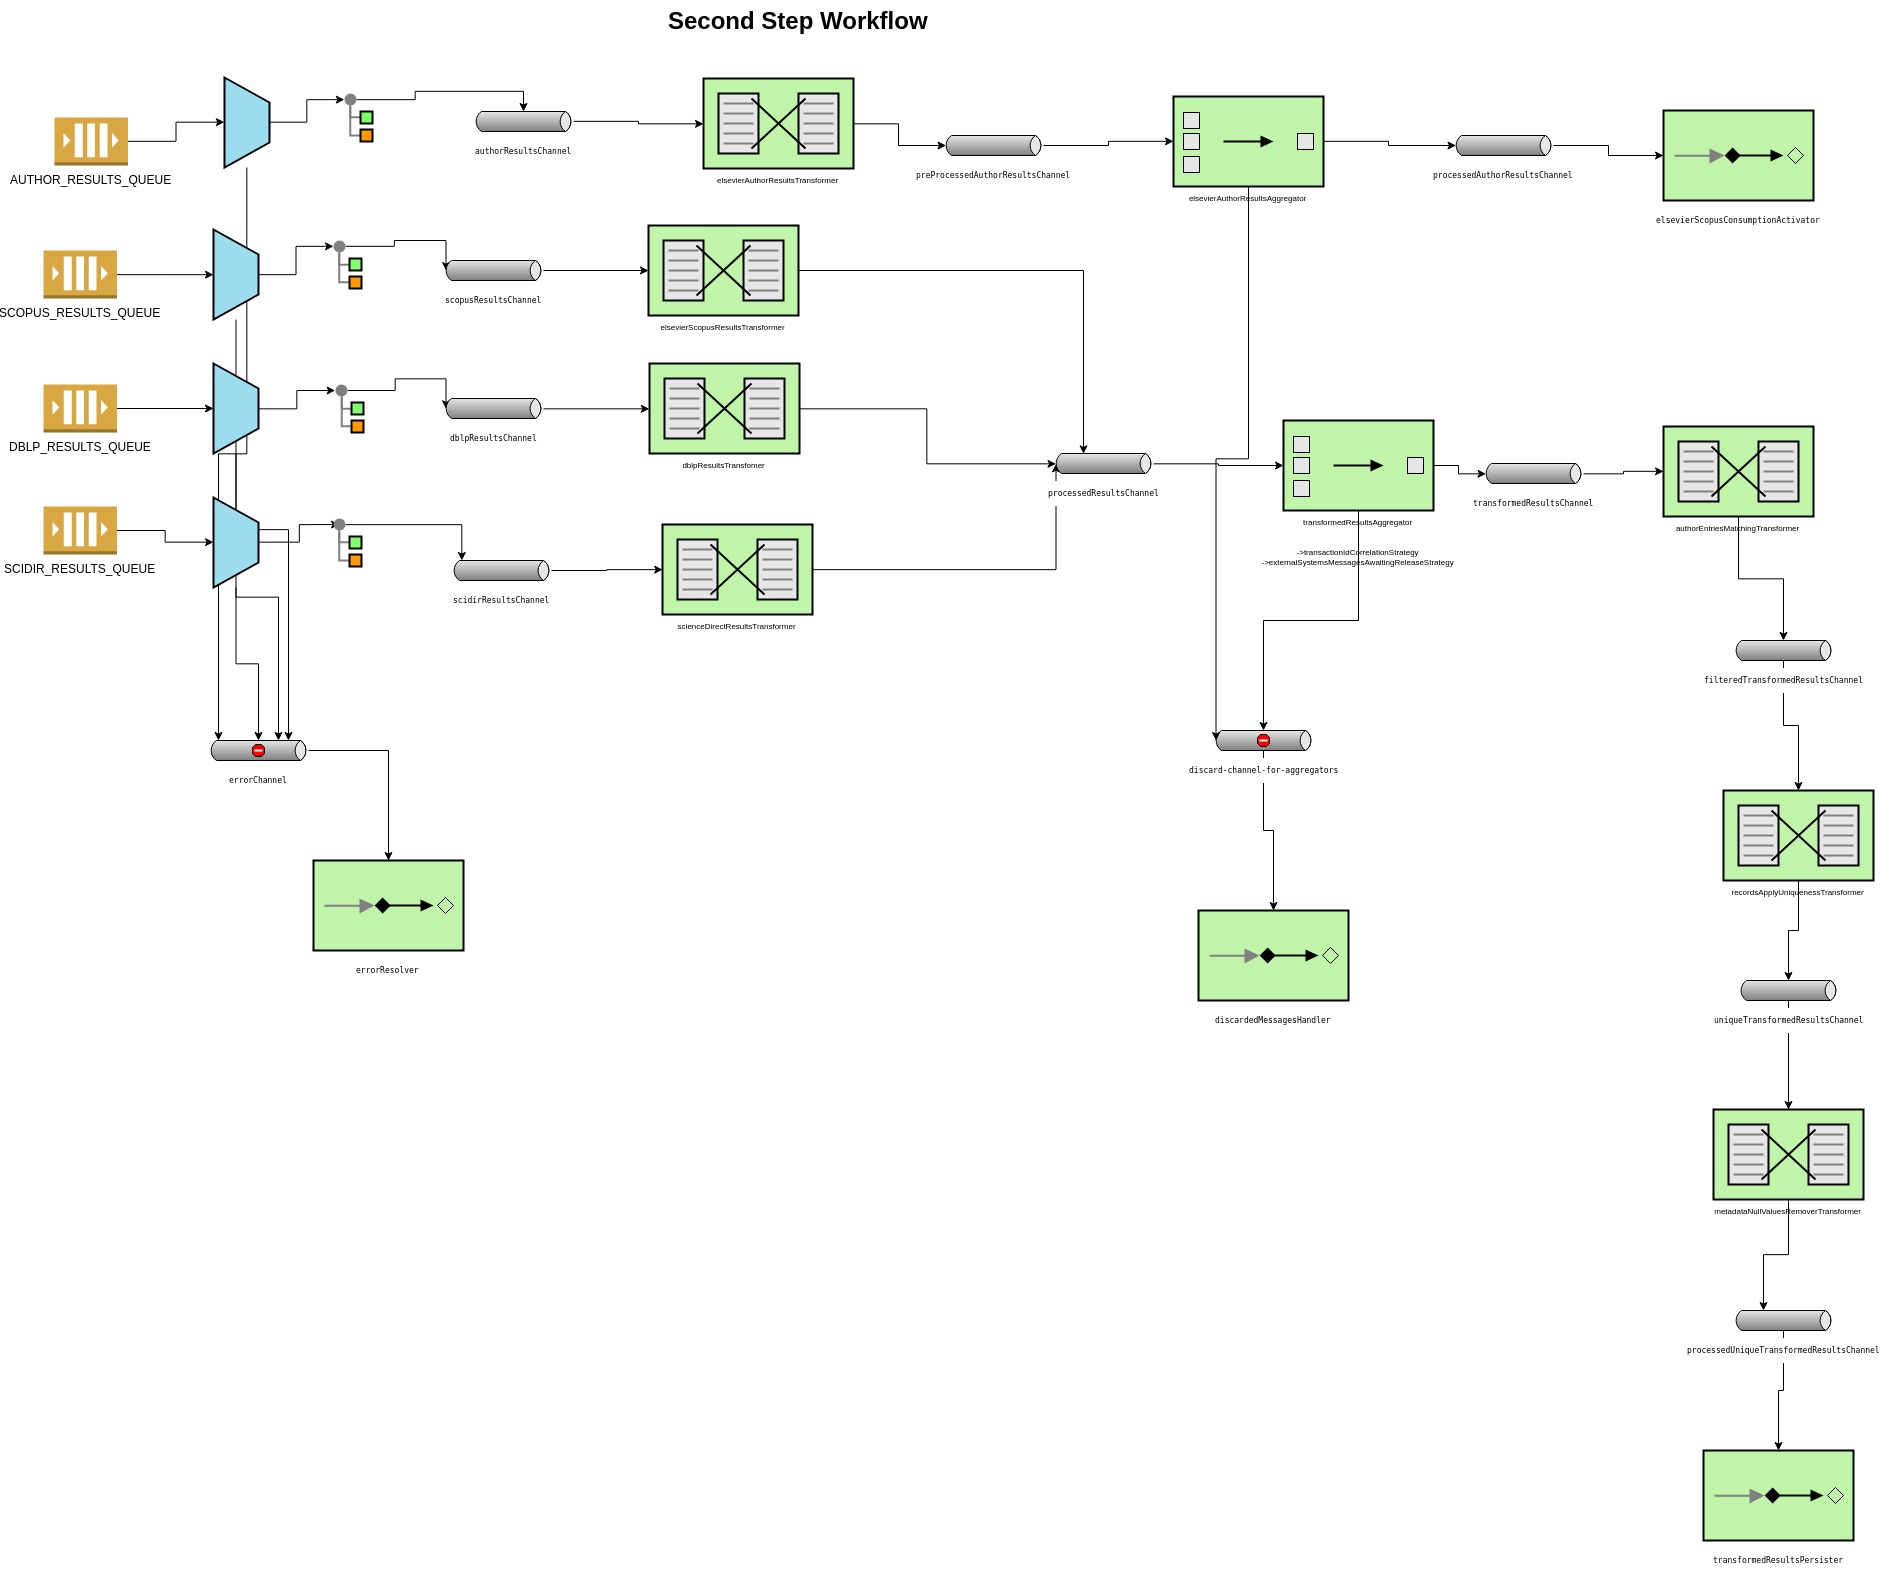 Second Step Workflow
AUTHOR_RESULTS_QUEUE
authorResultsChannel
elsevierAuthorResultsTransformer
preProcessedAuthorResultsChannel
elsevierAuthorResultsAggregator
processedAuthorResultsChannel
elsevierScopusConsumptionActivator
SCOPUS_RESULTS_QUEUE
scopusResultsChannel
elsevierScopusResultsTransformer
DBLP_RESULTS_QUEUE
dblpResultsChannel
dblpResultsTransfomer
processedResultsChannel
transformedResultsAggregator
->transactionIdCorrelationStrategy
->externalSystemsMessagesAwaitingReleaseStrategy
transformedResultsChannel
authorEntriesMatchingTransformer
SCIDIR_RESULTS_QUEUE
scidirResultsChannel
scienceDirectResultsTransformer
filteredTransformedResultsChannel
errorChannel
discard-channel-for-aggregators
recordsApplyUniquenessTransformer
errorResolver
discardedMessagesHandler
uniqueTransformedResultsChannel
metadataNullValuesRemoverTransformer
processedUniqueTransformedResultsChannel
transformedResultsPersister